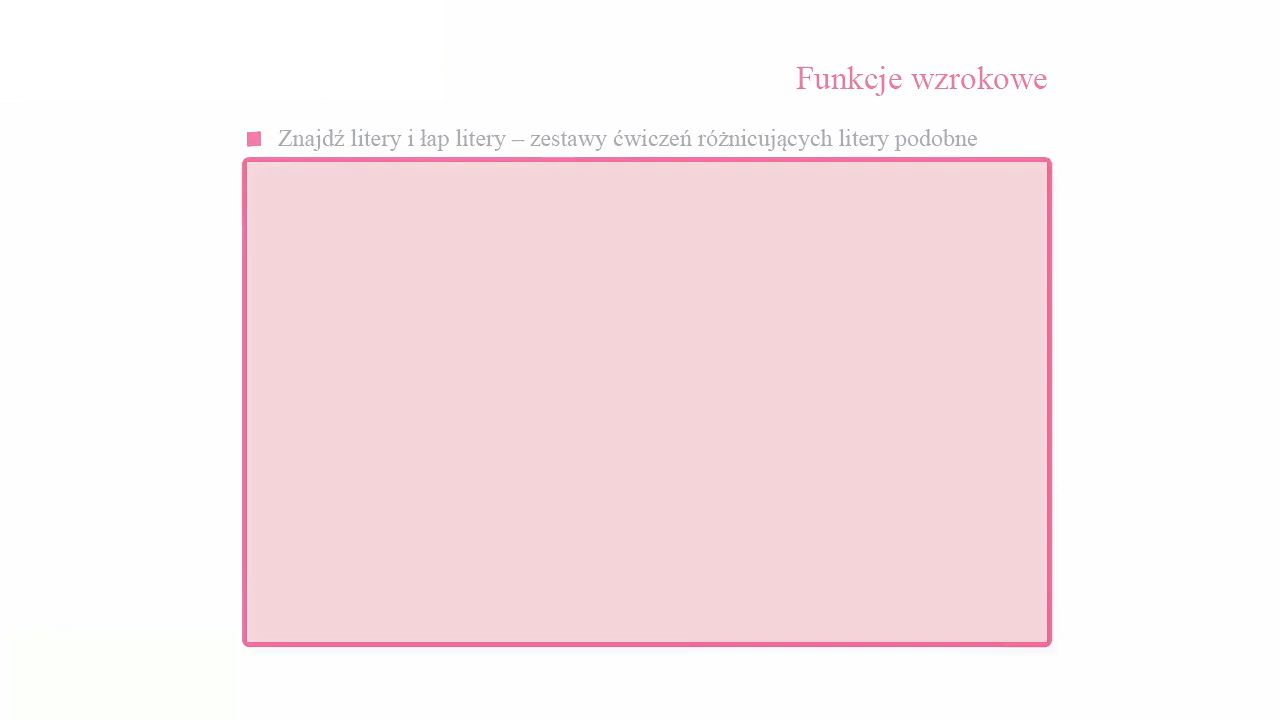 Funkcje wzrokowe
Znajdź litery i łap litery – zestawy ćwiczeń różnicujących litery podobne